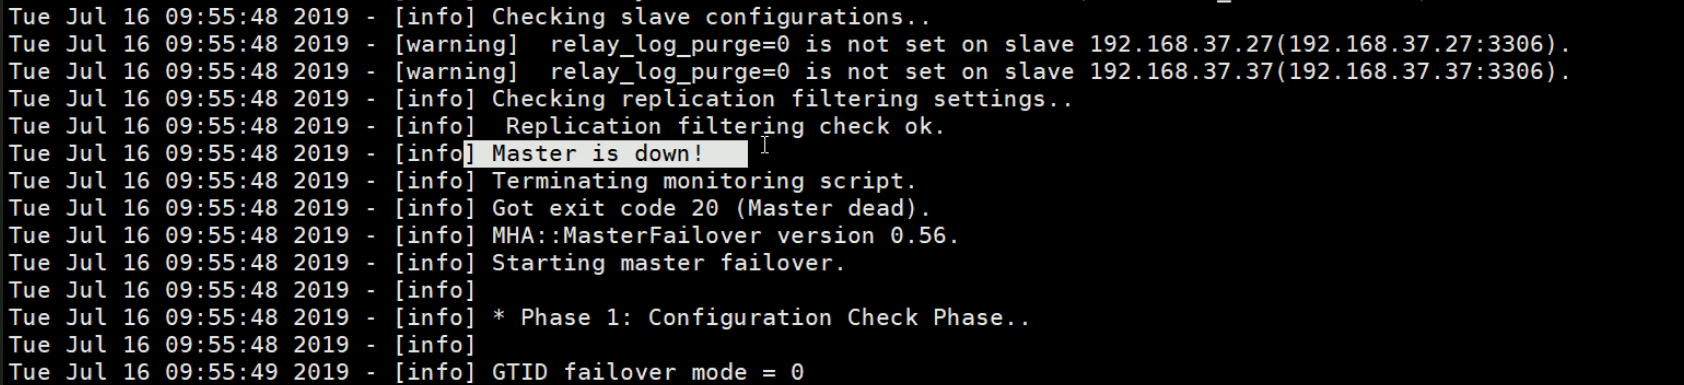 Tue Jul 16 09:55:48 2019 - [info] Checking slave configurations..
Tue Jul 16 09:55:48 2019 - [warning]  relay_log_purge=0 is not set on slave 192.168.37.27(192.168.37.27:3306).
Tue Jul 16 09:55:48 2019 - [warning]  relay_log_purge=0 is not set on slave 192.168.37.37(192.168.37.37:3306).
Tue Jul 16 09:55:48 2019 - [info] Checking replication filtering settings..
Tue Jul 16 09:55:48 2019 - [info]  Replication filtering check ok.
Tue Jul 16 09:55:48 2019 - [info] Master is down!
Tue Jul 16 09:55:48 2019 - [info] Terminating monitoring script.
Tue Jul 16 09:55:48 2019 - [info] Got exit code 20 (Master dead).
Tue Jul 16 09:55:48 2019 - [info] MHA::MasterFailover version 0.56.
Tue Jul 16 09:55:48 2019 - [info] Starting master failover.
Tue Jul 16 09:55:48 2019 - [info]
Tue Jul 16 09:55:48 2019 - [info] * Phase 1: Configuration Check Phase..
Tue Jul 16 09:55:48 2019 - [info]
Tue Jul 16 09:55:49 2019 - [info] GTID failover mode = 0